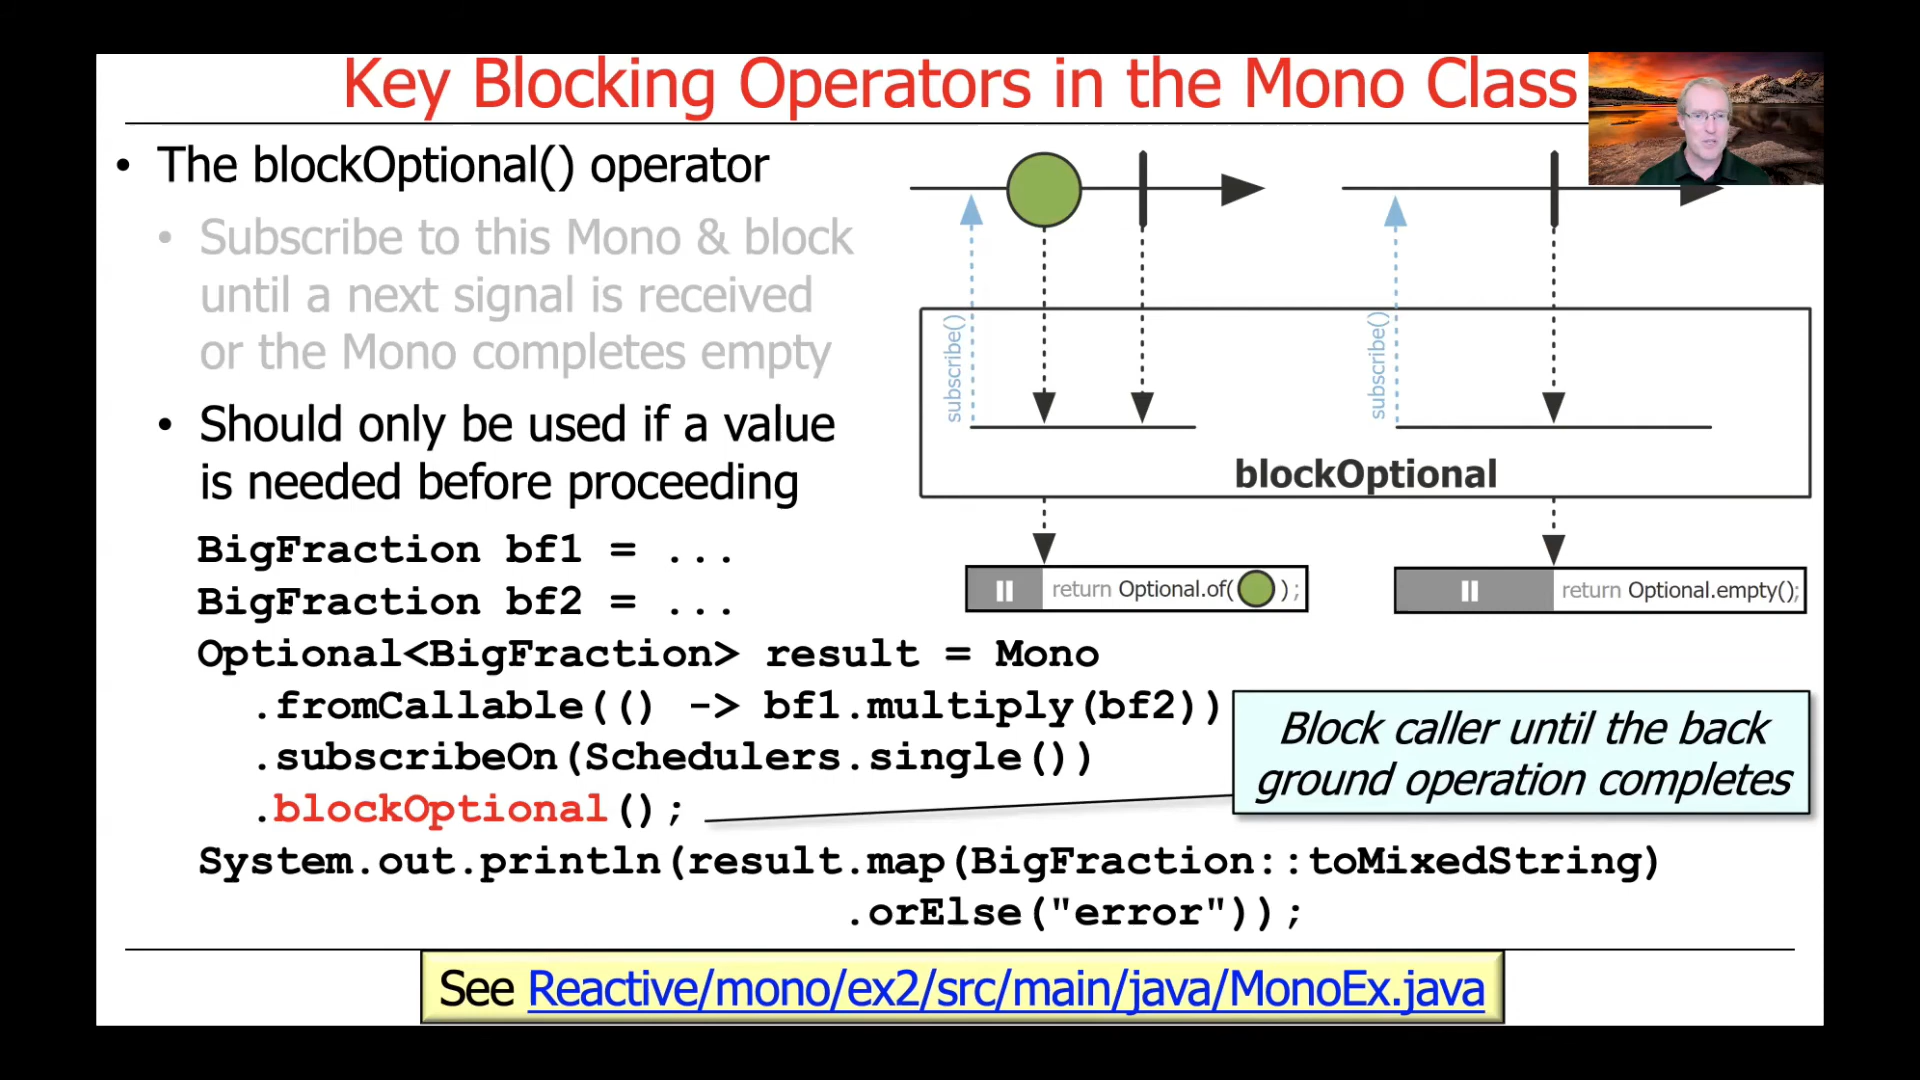 Key Blocking Operators in the Mono Class
• The blockOptional() operator
• Subscribe to this Mono & block
until a next signal is received
or the Mono completes empty
• Should only be used if a value
is needed before proceeding
subscribe()
subscribe()
blockOptional
return Optional.of( );
return Optional.empty();
BigFraction bf1 = ...
BigFraction bf2 = ...
Optional<BigFraction> result = Mono
.fromCallable(() -> bf1.multiply(bf2))
.subscribeOn(Schedulers.single())
.blockOptional();
Block caller until the back
ground operation completes
System.out.println(result.map(BigFraction::toMixedString)
.orElse("error"));
See Reactive/mono/ex2/src/main/java/MonoEx.java